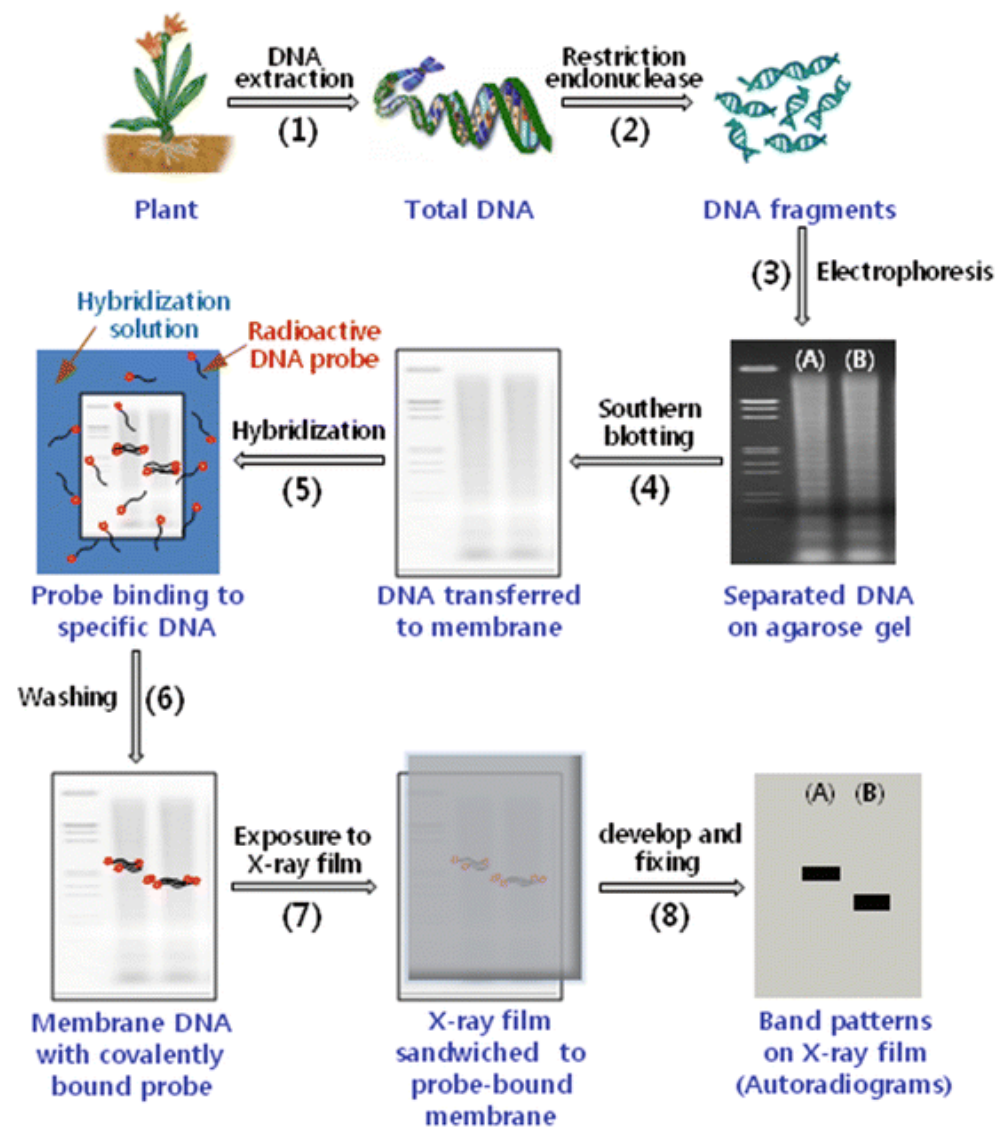 DNA
extraction
(1)
Restriction
endonuclease
(2)
Plant
Total DNA
DNA fragments
(3)
Electrophoresis
Hybridization
solution
Radioactive
DNA probe
(A) (B)
Southern
blotting
(4)
Hybridization
(5)
Probe binding to
specific DNA
DNA transferred
to membrane
Separated DNA
on agarose gel
Washing
(6)
Exposure to
X-ray film
(7)
develop and
fixing
(8)
(A) (B)
Membrane DNA
with covalently
bound probe
X-ray film
sandwiched to
probe-bound
membrane
Band patterns
on X-ray film
(Autoradiograms)